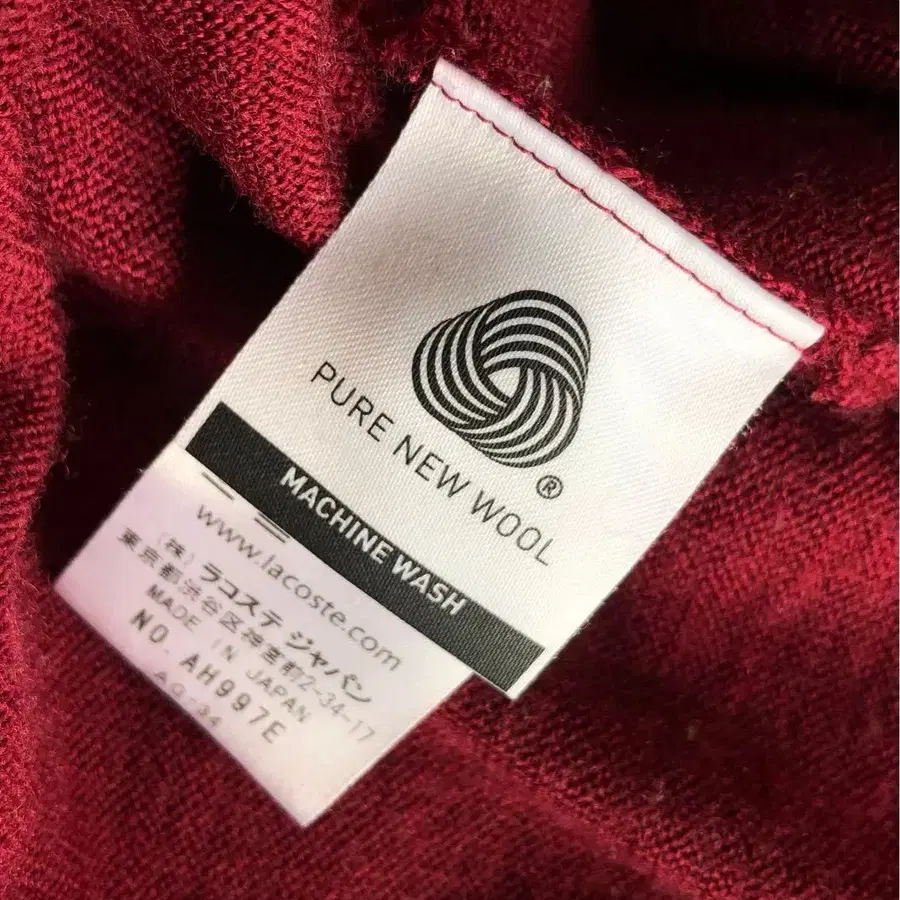 PURE NEW WOOL
®
MACHINE WASH
www.lacoste.com
(株) ラコステ ジャパン
東京都渋谷区神宮前2-34-17
MADE IN JAPAN
NO. AH997E